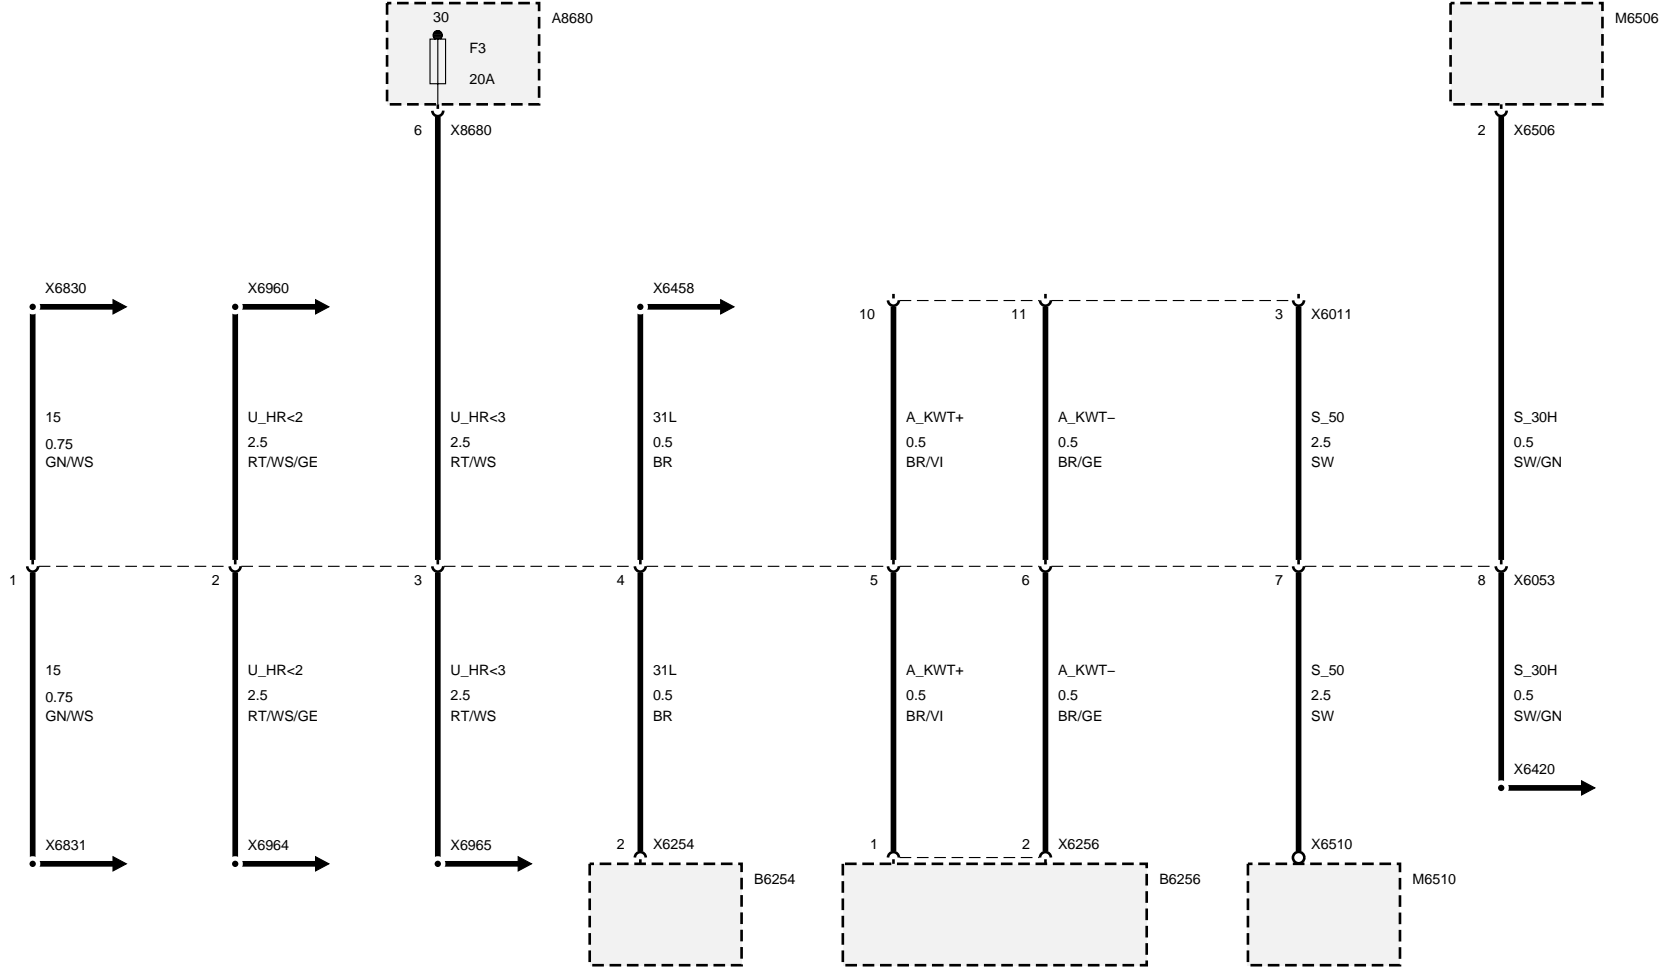 30
A8680
M6506
F3
20A
6 X8680
2 X6506
X6830
X6960
X6458
10
11
3 X6011
15
U_HR<2
U_HR<3
31L
A_KWT+
A_KWT–
S_50
S_30H
0.75
2.5
2.5
0.5
0.5
0.5
2.5
0.5
GN/WS
RT/WS/GE
RT/WS
BR
BR/VI
BR/GE
SW
SW/GN
1
2
3
4
5
6
7
8 X6053
15
U_HR<2
U_HR<3
31L
A_KWT+
A_KWT–
S_50
S_30H
0.75
2.5
2.5
0.5
0.5
0.5
2.5
0.5
GN/WS
RT/WS/GE
RT/WS
BR
BR/VI
BR/GE
SW
SW/GN
X6420
X6831
X6964
X6965
2 X6254
1
2 X6256
X6510
B6254
B6256
M6510